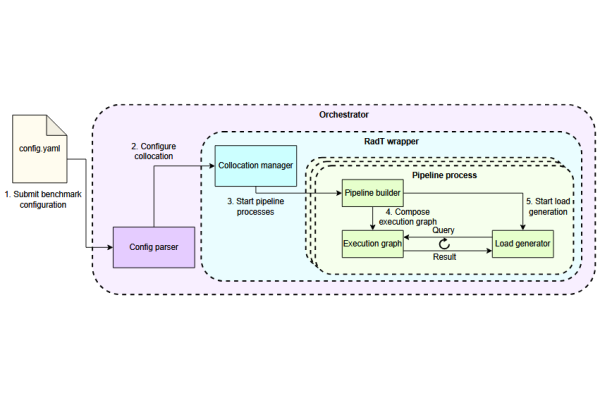 Orchestrator
config.yaml
2. Configure
collocation
RadT wrapper
Collocation manager
Pipeline process
1. Submit benchmark
configuration
3. Start pipeline
processes
Pipeline builder
4. Compose
execution graph
5. Start load
generation
Config parser
Query
Execution graph
Load generator
Result